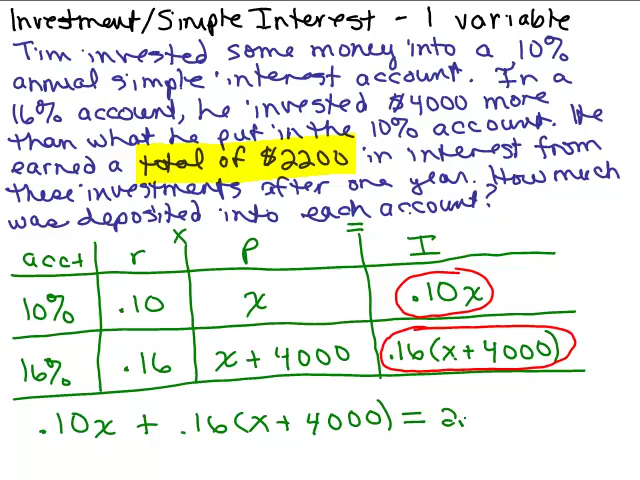 Investment/Simple Interest - 1 variable
Tim invested some money into a 10%
annual simple interest account. In a
16% account, he invested $4000 more
than what he put in the 10% account. He
earned a total of $2200 in interest from
these investments after one year. How much
was deposited into each account?
acct r x P = I
10% .10 x .10x
16% .16 x + 4000 .16(x + 4000)
.10x + .16(x + 4000) = 2